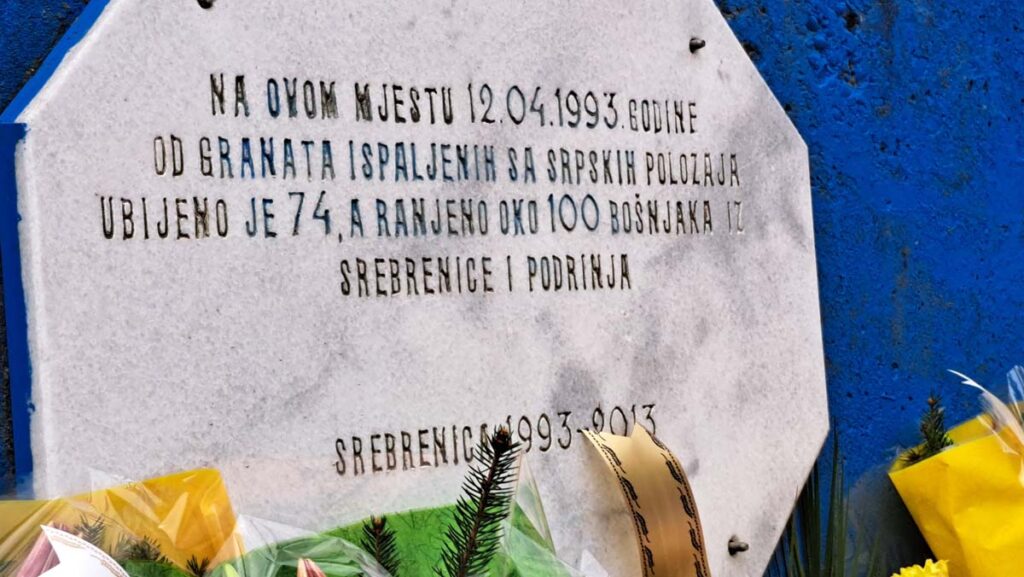 NA OVOM MJESTU 12.04.1993.GODINE
OD GRANATA ISPALJENIH SA SRPSKIH POLOZAJA
UBIJENO JE 74, A RANJENO OKO 100 BOŠNJAKA IZ
SREBRENICE I PODRINJA
SREBRENICA 1993-2013